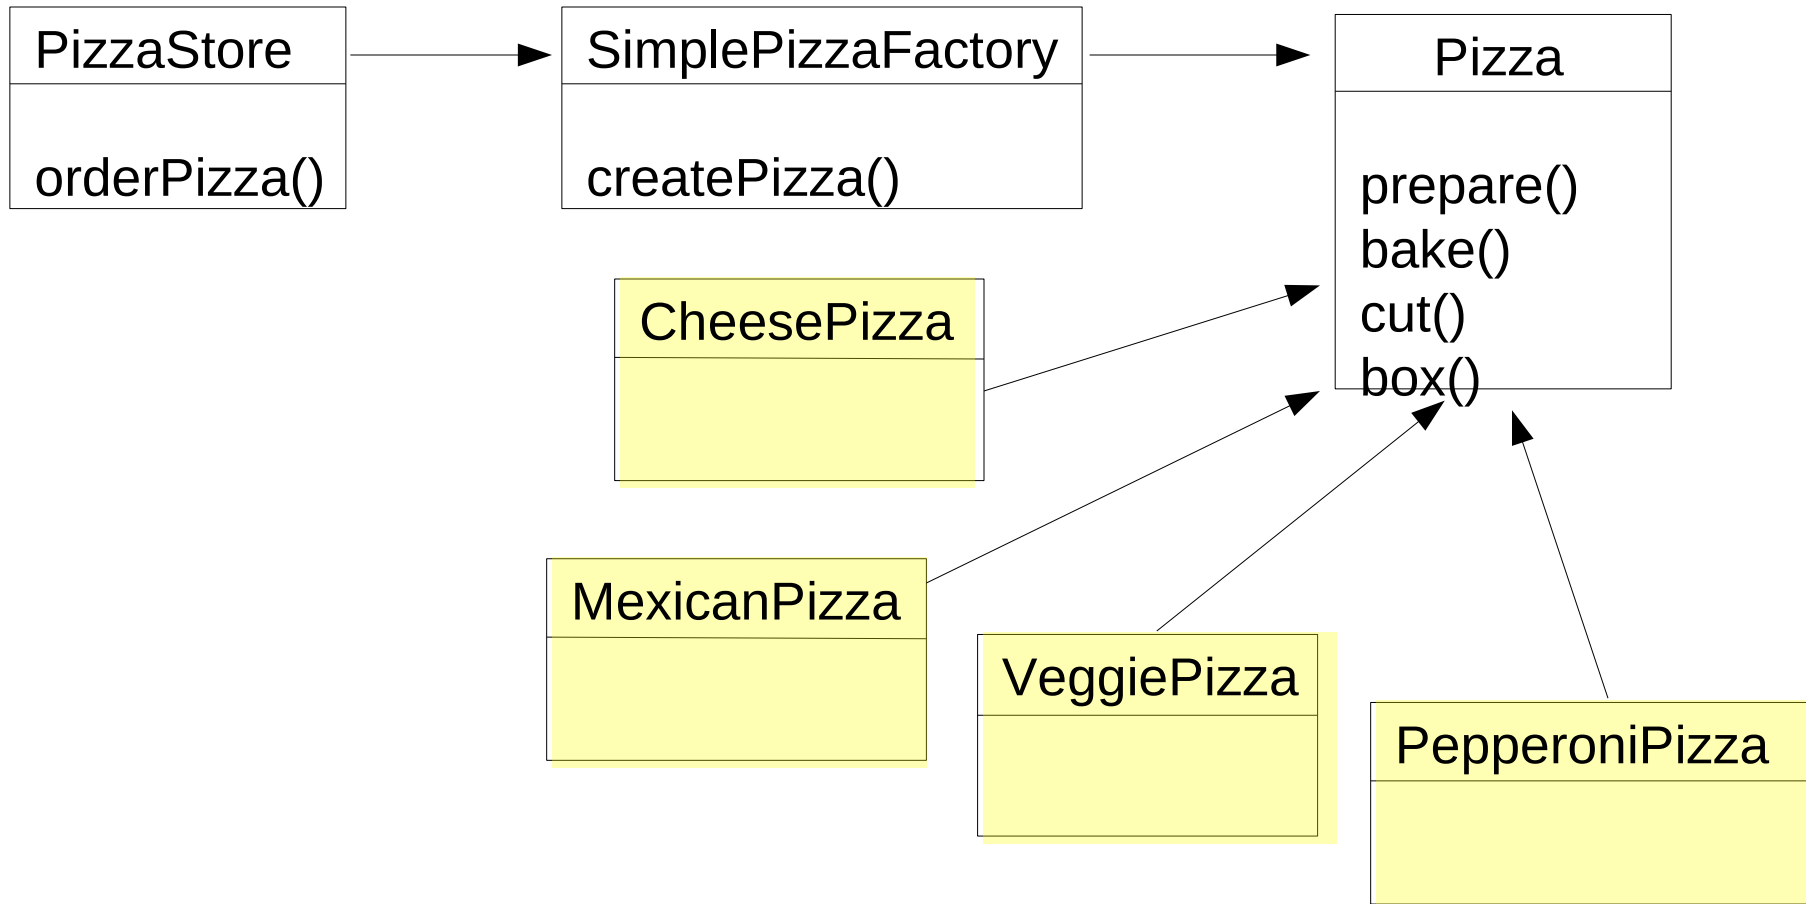 PizzaStore
orderPizza()
SimplePizzaFactory
createPizza()
Pizza
prepare()
bake()
cut()
box()
CheesePizza
MexicanPizza
VeggiePizza
PepperoniPizza